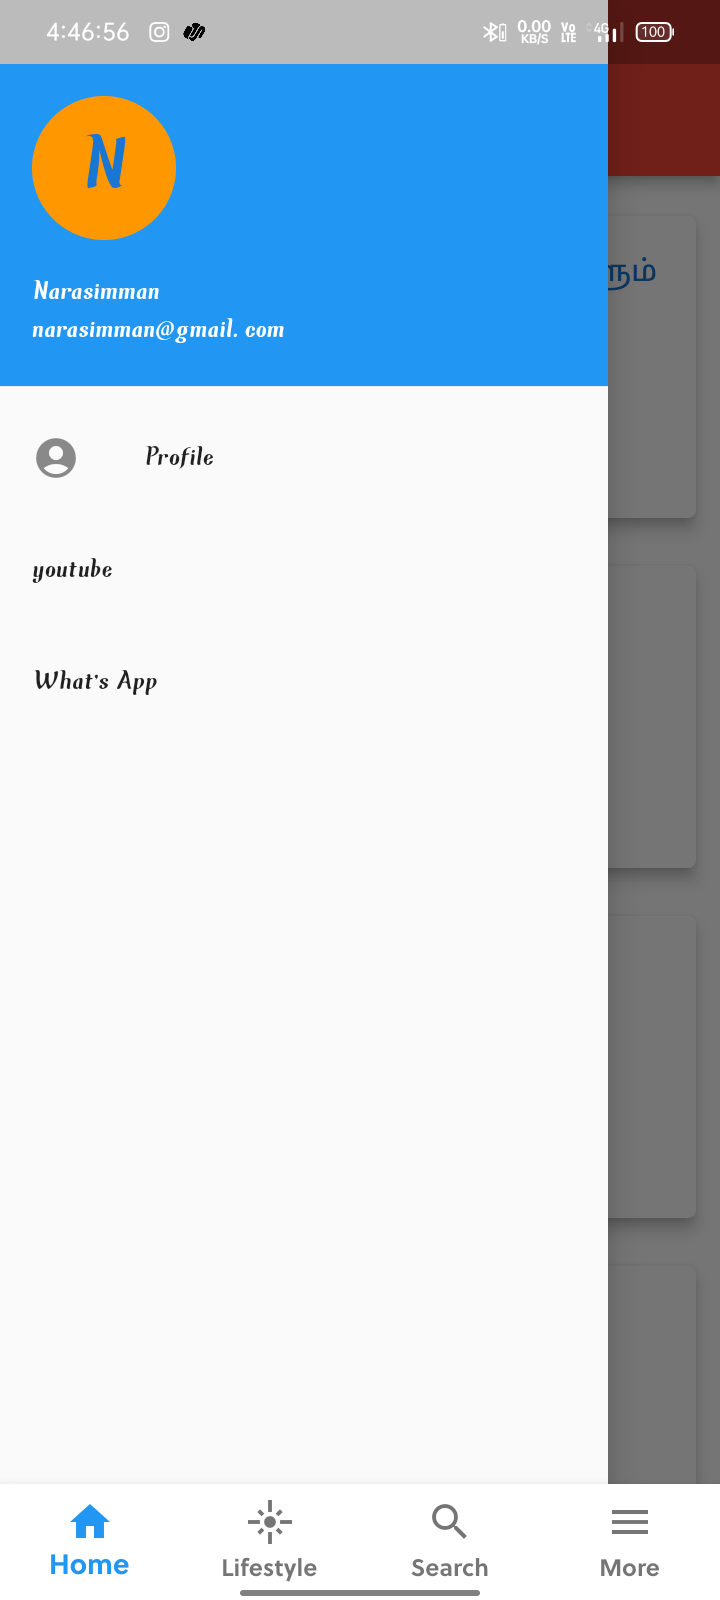 4:46:56 0.00 KB/S Vo LTE 4G 100
N
Narasimman
narasimman@gmail. com
Profile
youtube
What's App
Home Lifestyle Search More